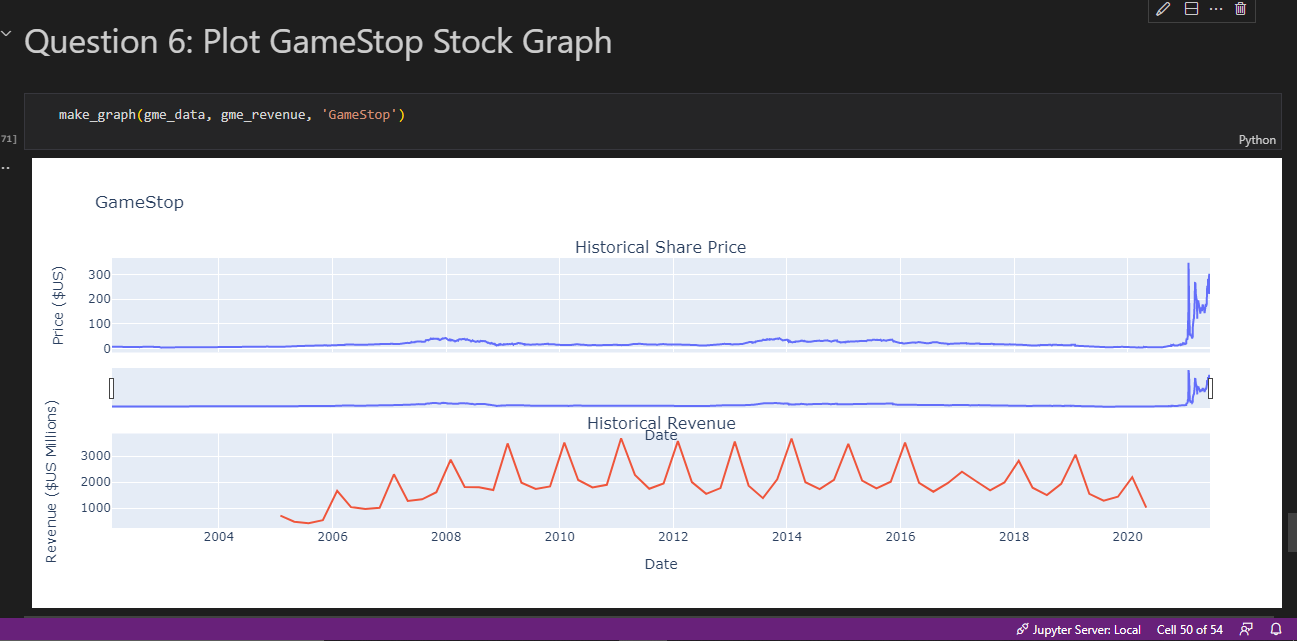 Question 6: Plot GameStop Stock Graph
make_graph(gme_data, gme_revenue, 'GameStop')
71]
Python
GameStop
Historical Share Price
Price ($US)
300
200
100
0
Historical Revenue
Date
Revenue ($US Millions)
3000
2000
1000
2004 2006 2008 2010 2012 2014 2016 2018 2020
Date
Jupyter Server: Local Cell 50 of 54